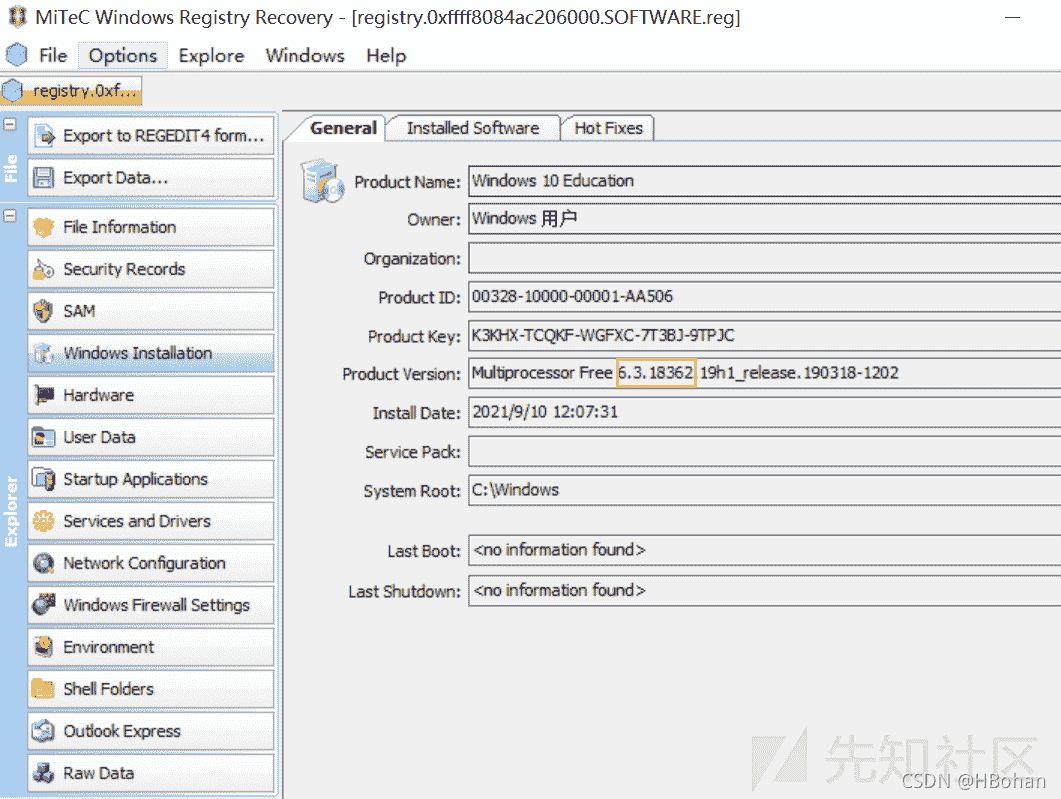 MiTeC Windows Registry Recovery - [registry.0xffff8084ac206000.SOFTWARE.reg]
File Options Explore Windows Help
registry.0xf...
File
Export to REGEDIT4 form...
Export Data...
Explorer
File Information
Security Records
SAM
Windows Installation
Hardware
User Data
Startup Applications
Services and Drivers
Network Configuration
Windows Firewall Settings
Environment
Shell Folders
Outlook Express
Raw Data
General Installed Software Hot Fixes
Product Name: Windows 10 Education
Owner: Windows 用户
Organization:
Product ID: 00328-10000-00001-AA506
Product Key: K3KHX-TCQKF-WGFXC-7T3BJ-9TPJC
Product Version: Multiprocessor Free 6.3.18362 19h1_release.190318-1202
Install Date: 2021/9/10 12:07:31
Service Pack:
System Root: C:\Windows
Last Boot: <no information found>
Last Shutdown: <no information found>
先知社区
CSDN @HBohan